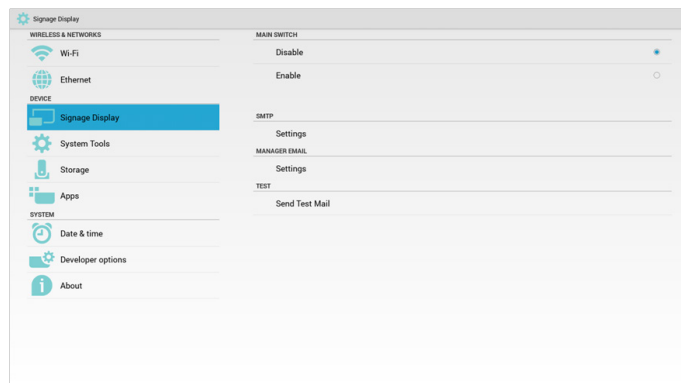 Signage Display
WIRELESS & NETWORKS
Wi-Fi
Ethernet
DEVICE
Signage Display
System Tools
Storage
Apps
SYSTEM
Date & time
Developer options
About
MAIN SWITCH
Disable
Enable
SMTP
Settings
MANAGER EMAIL
Settings
TEST
Send Test Mail